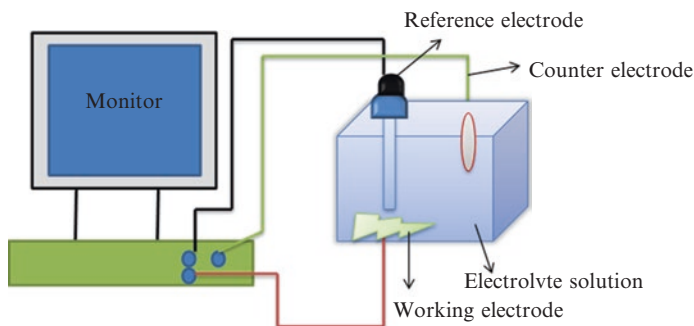 Reference electrode
Counter electrode
Monitor
Electrolvte solution
Working electrode